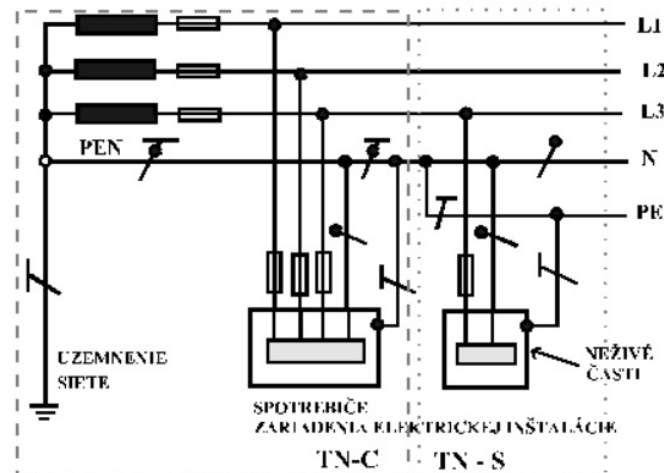 L1
L2
L3
PEN
N
PE
UZEMNENIE
SIETE
NEŽIVÉ
ČASTI
SPOTREBIČE
ZARIADENIA ELEKTRICKEJ INŠTALÁCIE
TN-C
TN - S